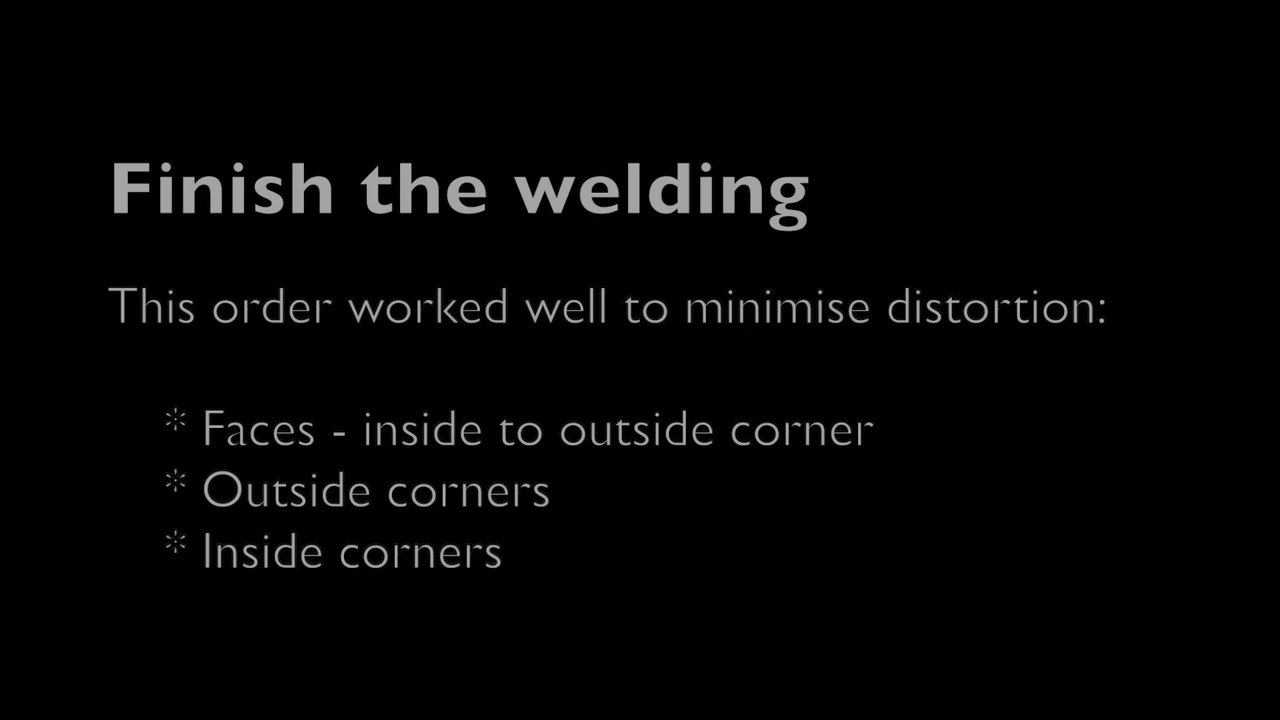 Finish the welding
This order worked well to minimise distortion:
* Faces - inside to outside corner
* Outside corners
* Inside corners